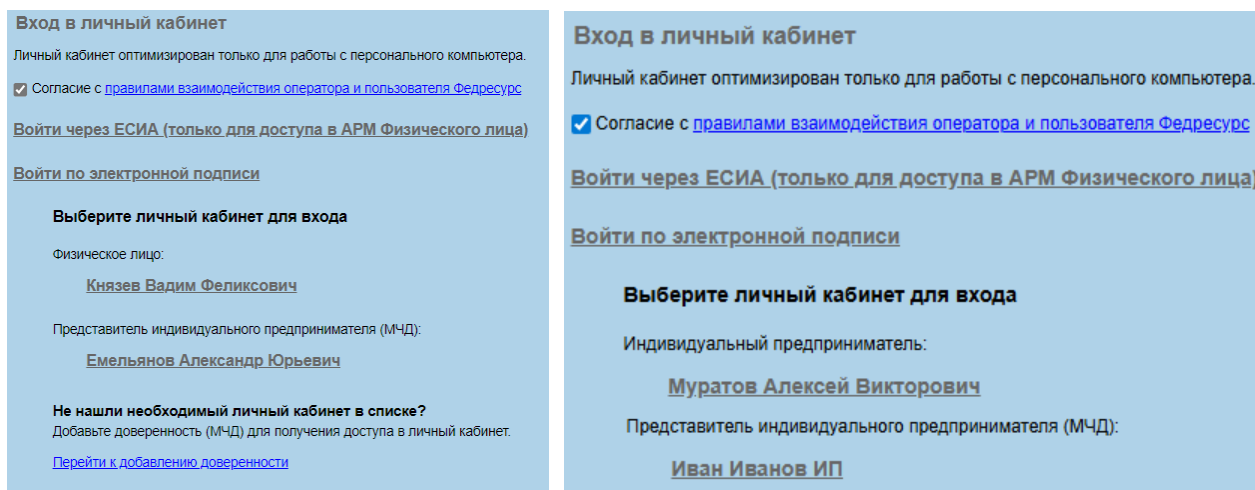 Вход в личный кабинет
Личный кабинет оптимизирован только для работы с персонального компьютера.
Согласие с правилами взаимодействия оператора и пользователя Федресурс
Войти через ЕСИА (только для доступа в АРМ Физического лица)
Войти по электронной подписи
Выберите личный кабинет для входа
Физическое лицо:
Князев Вадим Феликсович
Представитель индивидуального предпринимателя (МЧД):
Емельянов Александр Юрьевич
Не нашли необходимый личный кабинет в списке?
Добавьте доверенность (МЧД) для получения доступа в личный кабинет.
Перейти к добавлению доверенности
Вход в личный кабинет
Личный кабинет оптимизирован только для работы с персонального компьютера.
Согласие с правилами взаимодействия оператора и пользователя Федресурс
Войти через ЕСИА (только для доступа в АРМ Физического лица)
Войти по электронной подписи
Выберите личный кабинет для входа
Индивидуальный предприниматель:
Муратов Алексей Викторович
Представитель индивидуального предпринимателя (МЧД):
Иван Иванов ИП